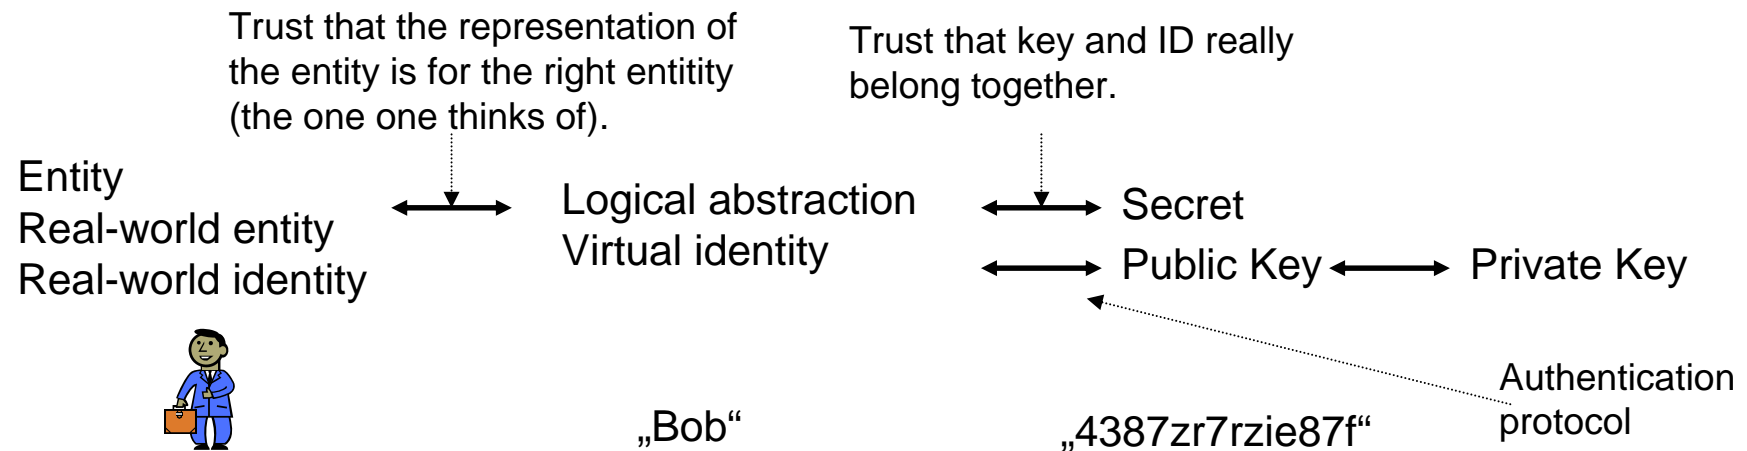 Trust that the representation of
the entity is for the right entitity
(the one one thinks of).
Trust that key and ID really
belong together.
Entity
Real-world entity
Real-world identity
Logical abstraction
Virtual identity
Secret
Public Key
Private Key
Authentication
protocol
„Bob“
„4387zr7rzie87f“